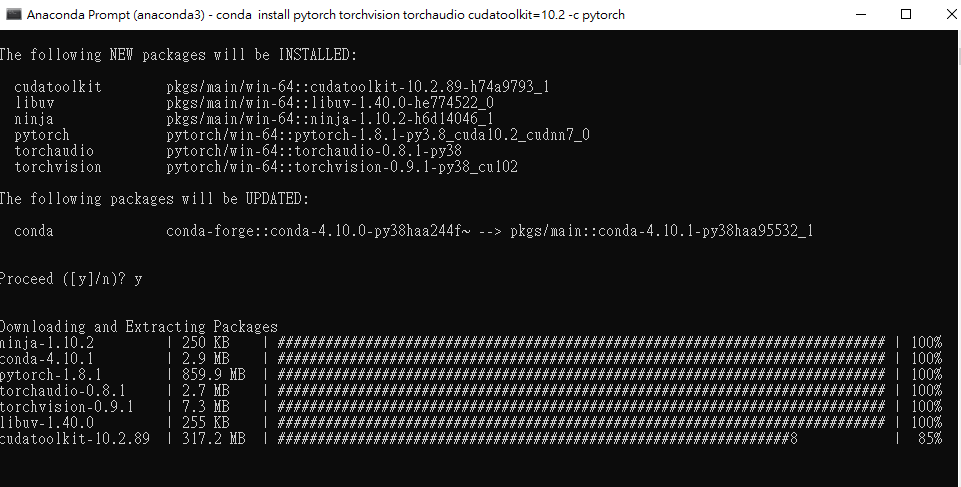 Anaconda Prompt (anaconda3) - conda install pytorch torchvision torchaudio cudatoolkit=10.2 -c pytorch
The following NEW packages will be INSTALLED:
cudatoolkit pkgs/main/win-64::cudatoolkit-10.2.89-h74a9793_1
libuv pkgs/main/win-64::libuv-1.40.0-he774522_0
ninja pkgs/main/win-64::ninja-1.10.2-h6d14046_1
pytorch pytorch/win-64::pytorch-1.8.1-py3.8_cuda10.2_cudnn7_0
torchaudio pytorch/win-64::torchaudio-0.8.1-py38
torchvision pytorch/win-64::torchvision-0.9.1-py38_cu102
The following packages will be UPDATED:
conda conda-forge::conda-4.10.0-py38haa244f~ --> pkgs/main::conda-4.10.1-py38haa95532_1
Proceed ([y]/n)? y
Downloading and Extracting Packages
ninja-1.10.2 | 250 KB | ############################################################################ | 100%
conda-4.10.1 | 2.9 MB | ############################################################################ | 100%
pytorch-1.8.1 | 859.9 MB | ############################################################################ | 100%
torchaudio-0.8.1 | 2.7 MB | ############################################################################ | 100%
torchvision-0.9.1 | 7.3 MB | ############################################################################ | 100%
libuv-1.40.0 | 255 KB | ############################################################################ | 100%
cudatoolkit-10.2.89 | 317.2 MB | ################################################################8 | 85%